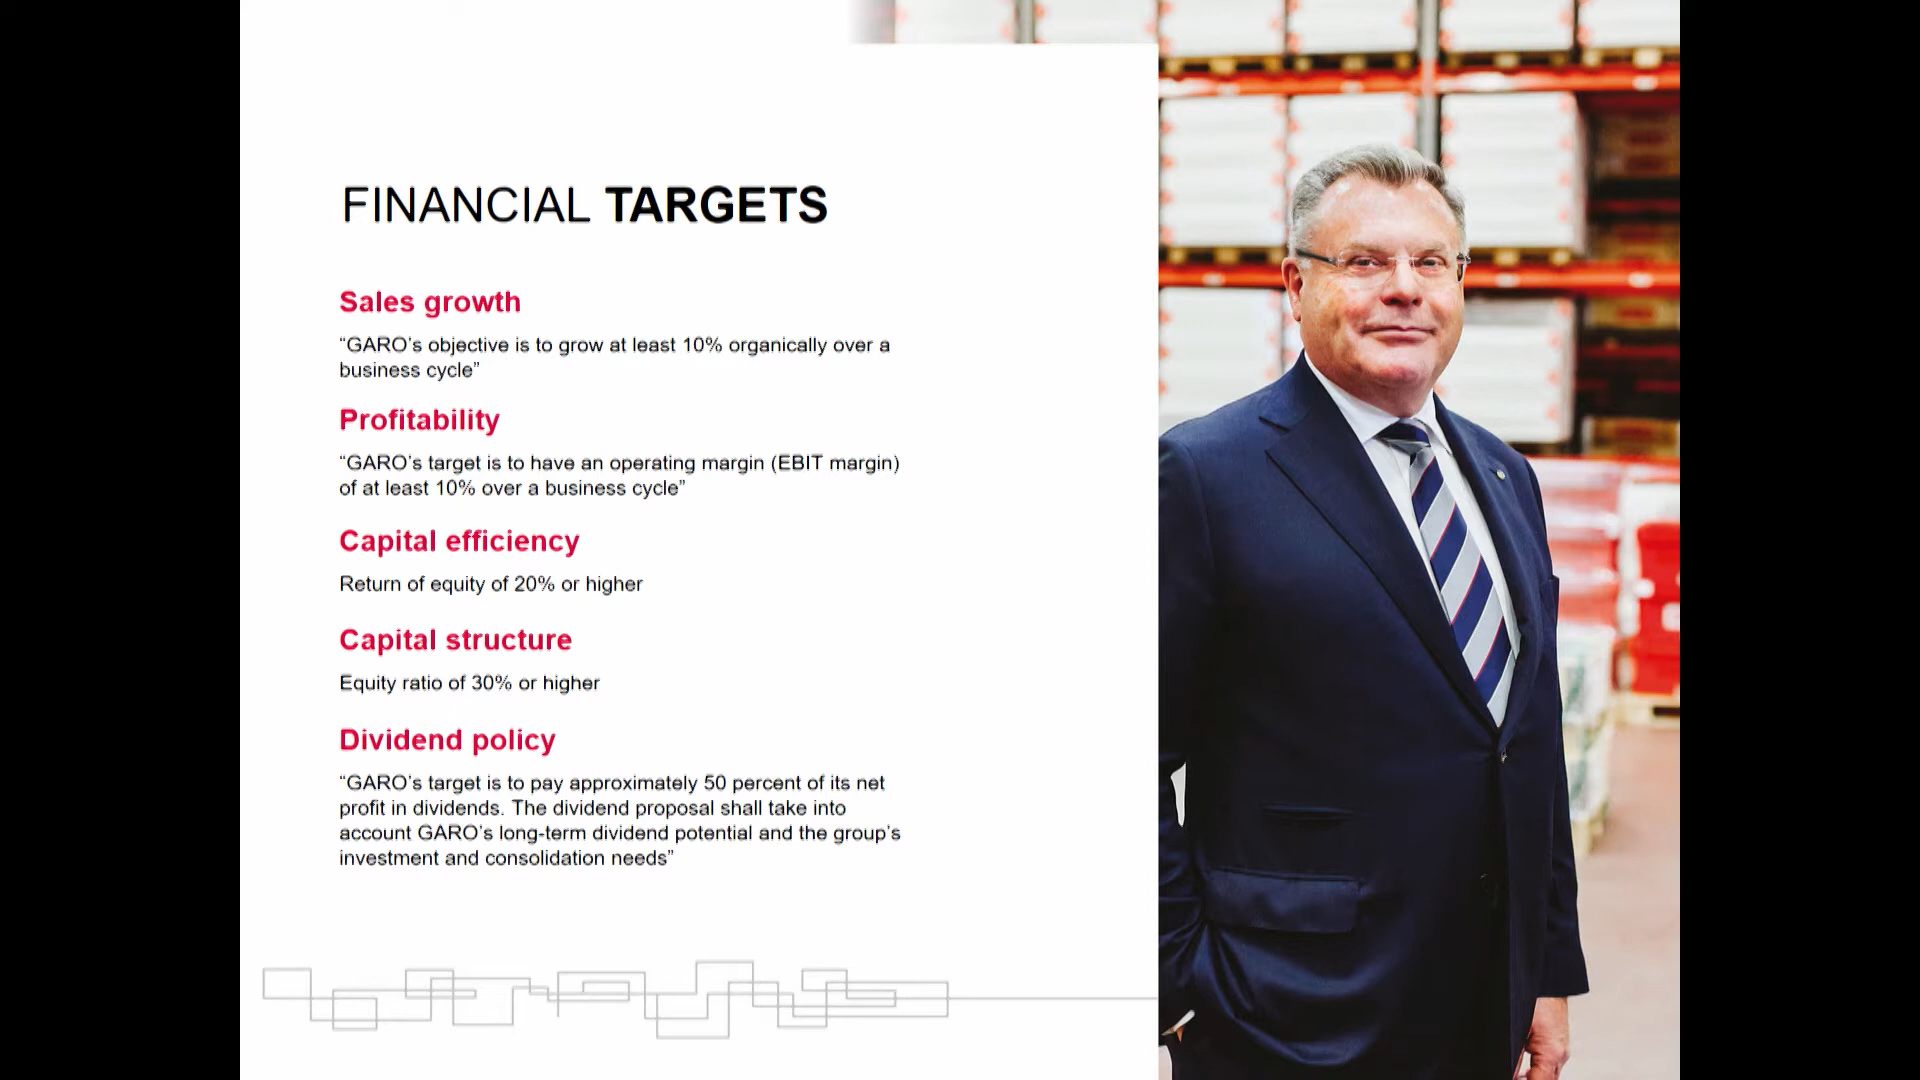 FINANCIAL TARGETS
Sales growth
“GARO’s objective is to grow at least 10% organically over a
business cycle”
Profitability
“GARO’s target is to have an operating margin (EBIT margin)
of at least 10% over a business cycle”
Capital efficiency
Return of equity of 20% or higher
Capital structure
Equity ratio of 30% or higher
Dividend policy
“GARO’s target is to pay approximately 50 percent of its net
profit in dividends. The dividend proposal shall take into
account GARO’s long-term dividend potential and the group’s
investment and consolidation needs”